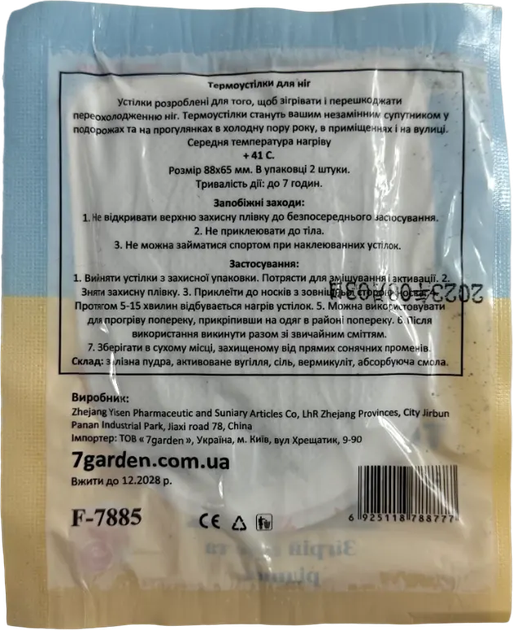 Термоустілки для ніг
Устілки розроблені для того, щоб зігрівати і перешкоджати
переохолодженню ніг. Термоустілки стануть вашим незамінним супутником у
подорожах та на прогулянках в холодну пору року, в приміщеннях і на вулиці.
Середня температура нагріву
+ 41 С.
Розмір 88х65 мм. В упаковці 2 штуки.
Тривалість дії: до 7 годин.
Запобіжні заходи:
1. Не відкривати верхню захисну плівку до безпосереднього застосування.
2. Не приклеювати до тіла.
3. Не можна займатися спортом при наклеюванних устілок.
Застосування:
1. Вийняти устілки з захисної упаковки. Потрясти для змішування і активації. 2.
Зняти захисну плівку. 3. Приклеїти до носків з
Протягом 5-15 хвилин відбувається нагрів устілок. 5. Можна використовувати
для прогріву попереку, прикріпивши на одяг в районі попереку. 6. Після
використання викинути разом зі звичайним сміттям.
7. Зберігати в сухому місці, захищеному від прямих сонячних променів.
Склад: залізна пудра, активоване вугілля, сіль, вермикуліт, абсорбуюча смола.
Виробник:
Zhejang Yisen Pharmaceutic and Suniary Articles Co, LhR Zhejang Provinces, City Jirbun
Panan Industrial Park, Jiaxi road 78, China
Імпортер: ТОВ « 7garden », Україна, м. Київ, вул Хрещатик, 9-90
7garden.com.ua
Вжити до 12.2028 р.
F-7885
CE
6 925118 788777